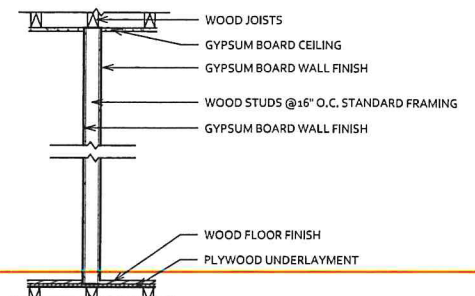 WOOD JOISTS
GYPSUM BOARD CEILING
GYPSUM BOARD WALL FINISH
WOOD STUDS @16" O.C. STANDARD FRAMING
GYPSUM BOARD WALL FINISH
WOOD FLOOR FINISH
PLYWOOD UNDERLAYMENT